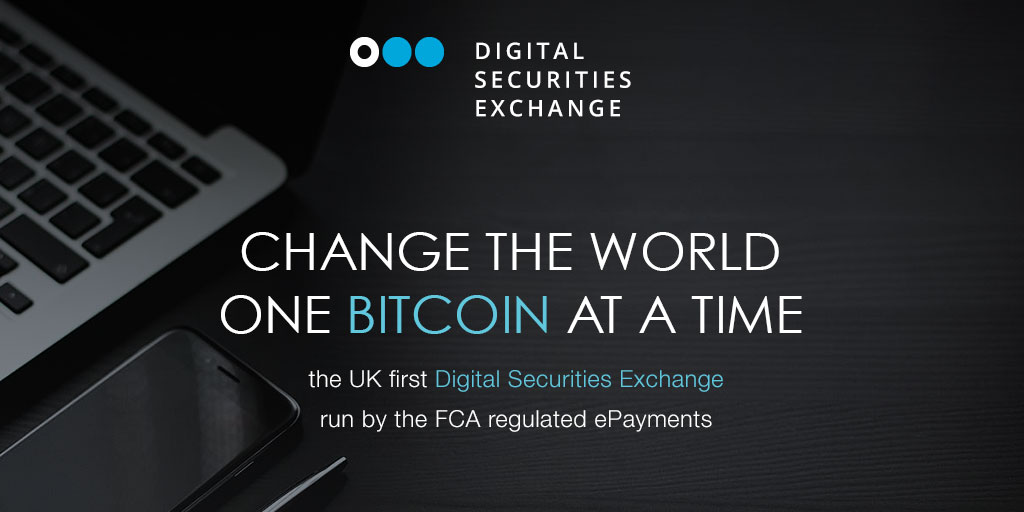 DIGITAL
SECURITIES
EXCHANGE
CHANGE THE WORLD
ONE BITCOIN AT A TIME
the UK first Digital Securities Exchange
run by the FCA regulated ePayments